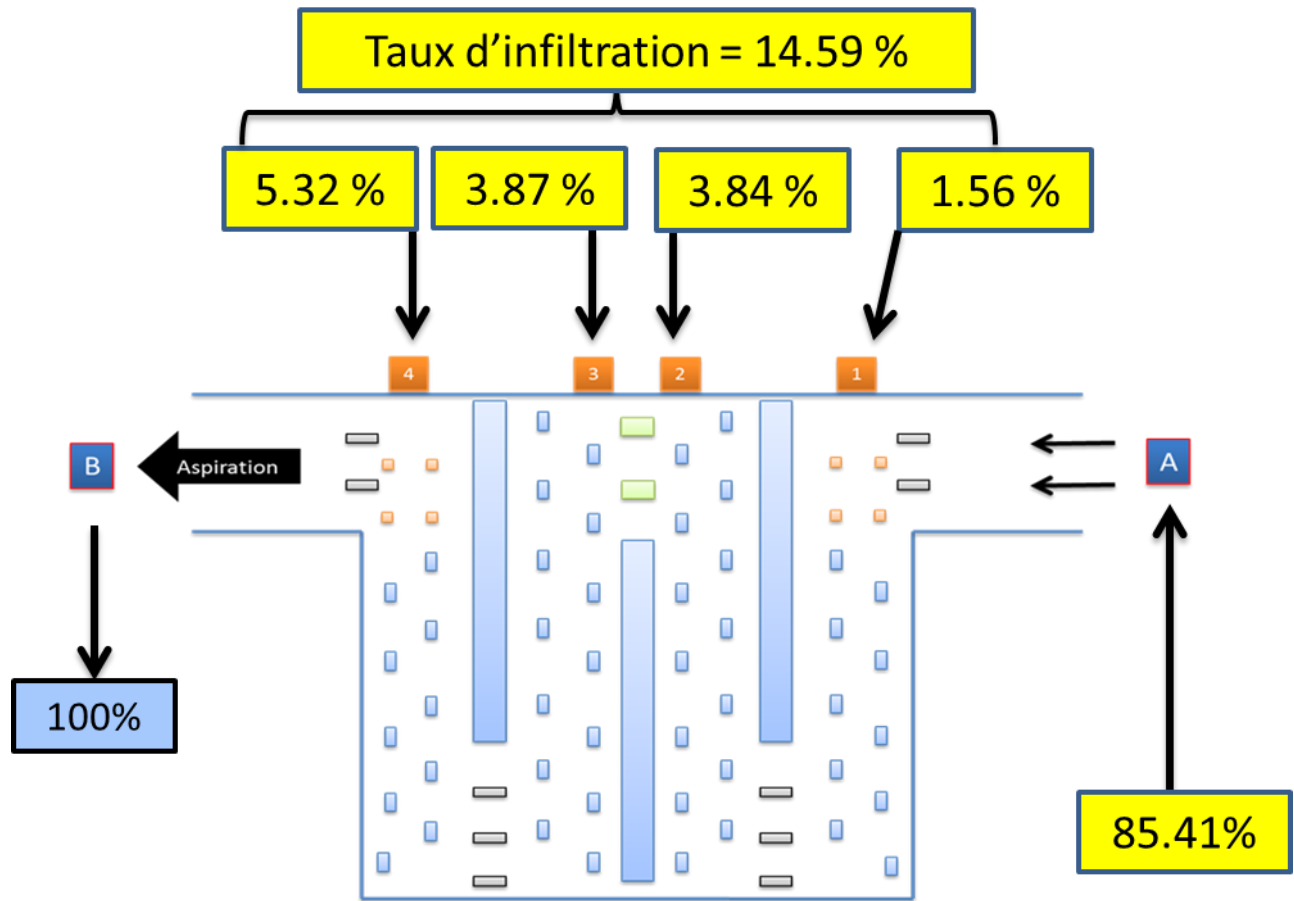 Taux d'infiltration = 14.59 %
5.32 %
3.87 %
3.84 %
1.56 %
4
3
2
1
B
Aspiration
A
100%
85.41%